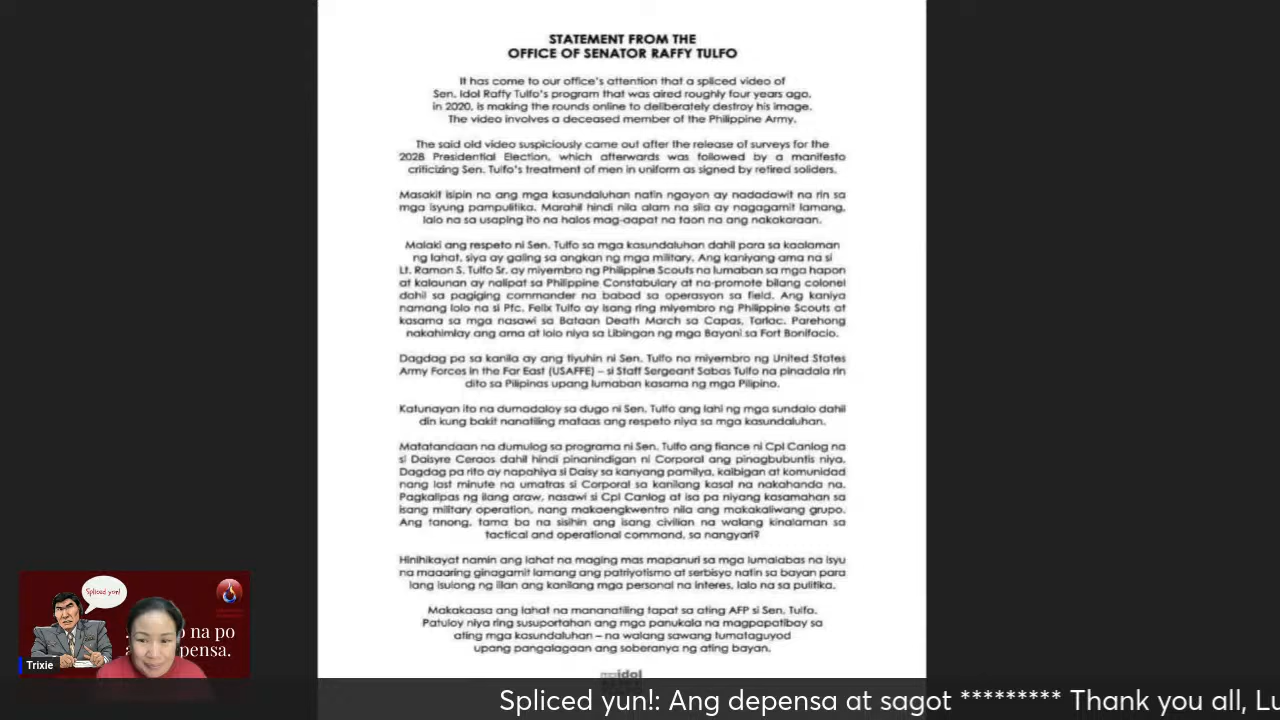 STATEMENT FROM THE
OFFICE OF SENATOR RAFFY TULFO
It has come to our office's attention that a spliced video of
Sen. Idol Raffy Tulfo's program that was aired roughly four years ago,
in 2020, is making the rounds online to deliberately destroy his image.
The video involves a deceased member of the Philippine Army.
The said old video suspiciously came out after the release of surveys for the
2028 Presidential Election, which afterwards was followed by a manifesto
criticizing Sen. Tulfo's treatment of men in uniform as signed by retired soliders.
Masakit isipin na ang mga kasundaluhan natin ngayon ay nadadawit na rin sa
mga isyung pampulitika. Marahil hindi nila alam na sila ay nagagamit lamang,
lalo na sa usaping ito na halos mag-aapat na taon na ang nakakaraan.
Malaki ang respeto ni Sen. Tulfo sa mga kasundaluhan dahil para sa kaalaman
ng lahat, siya ay galing sa angkan ng mga military. Ang kaniyang ama na si
Lt. Ramon S. Tulfo Sr. ay miyembro ng Philippine Scouts na lumaban sa mga hapon
at kalaunan ay nalipat sa Philippine Constabulary at na-promote bilang colonel
dahil sa pagiging commander na babad sa operasyon sa field. Ang kaniya
namang lolo na si Pfc. Felix Tulfo ay isang ring miyembro ng Philippine Scouts at
kasama sa mga nasawi sa Bataan Death March sa Capas, Tarlac. Parehong
nakahimlay ang ama at lolo niya sa Libingan ng mga Bayani sa Fort Bonifacio.
Dagdag pa sa kanila ay ang tiyuhin ni Sen. Tulfo na miyembro ng United States
Army Forces in the Far East (USAFFE) – si Staff Sergeant Sabas Tulfo na pinadala rin
dito sa Pilipinas upang lumaban kasama ng mga Pilipino.
Katunayan ito na dumadaloy sa dugo ni Sen. Tulfo ang lahi ng mga sundalo dahil
din kung bakit nanatiling mataas ang respeto niya sa mga kasundaluhan.
Matatandaan na dumulog sa programa ni Sen. Tulfo ang fiance ni Cpl Canlog na
si Daisyre Ceraos dahil hindi pinanindigan ni Corporal ang pinagbubuntis niya.
Dagdag pa rito ay napahiya si Daisy sa kanyang pamilya, kaibigan at komunidad
nang last minute na umatras si Corporal sa kanilang kasal na nakahanda na.
Pagkalipas ng ilang araw, nasawi si Cpl Canlog at isa pa niyang kasamahan sa
isang military operation, nang makaengkwentro nila ang makakaliwang grupo.
Ang tanong, tama ba na sisihin ang isang civilian na walang kinalaman sa
tactical and operational command, sa nangyari?
Hinihikayat namin ang lahat na maging mas mapanuri sa mga lumalabas na isyu
na maaring ginagamit lamang ang patriyotismo at serbisyo natin sa bayan para
lang isulong ng iilan ang kanilang mga personal na interes, lalo na sa pulitika.
Makakaasa ang lahat na mananatiling tapat sa ating AFP si Sen. Tulfo.
Patuloy niya ring susuportahan ang mga panukala na magpapatibay sa
ating mga kasundaluhan – na walang sawang tumataguyod
upang pangalagaan ang soberanya ng ating bayan.
idol
Spliced yun!
na po
pensa.
Trixie
Spliced yun!: Ang depensa at sagot ********* Thank you all, Lu